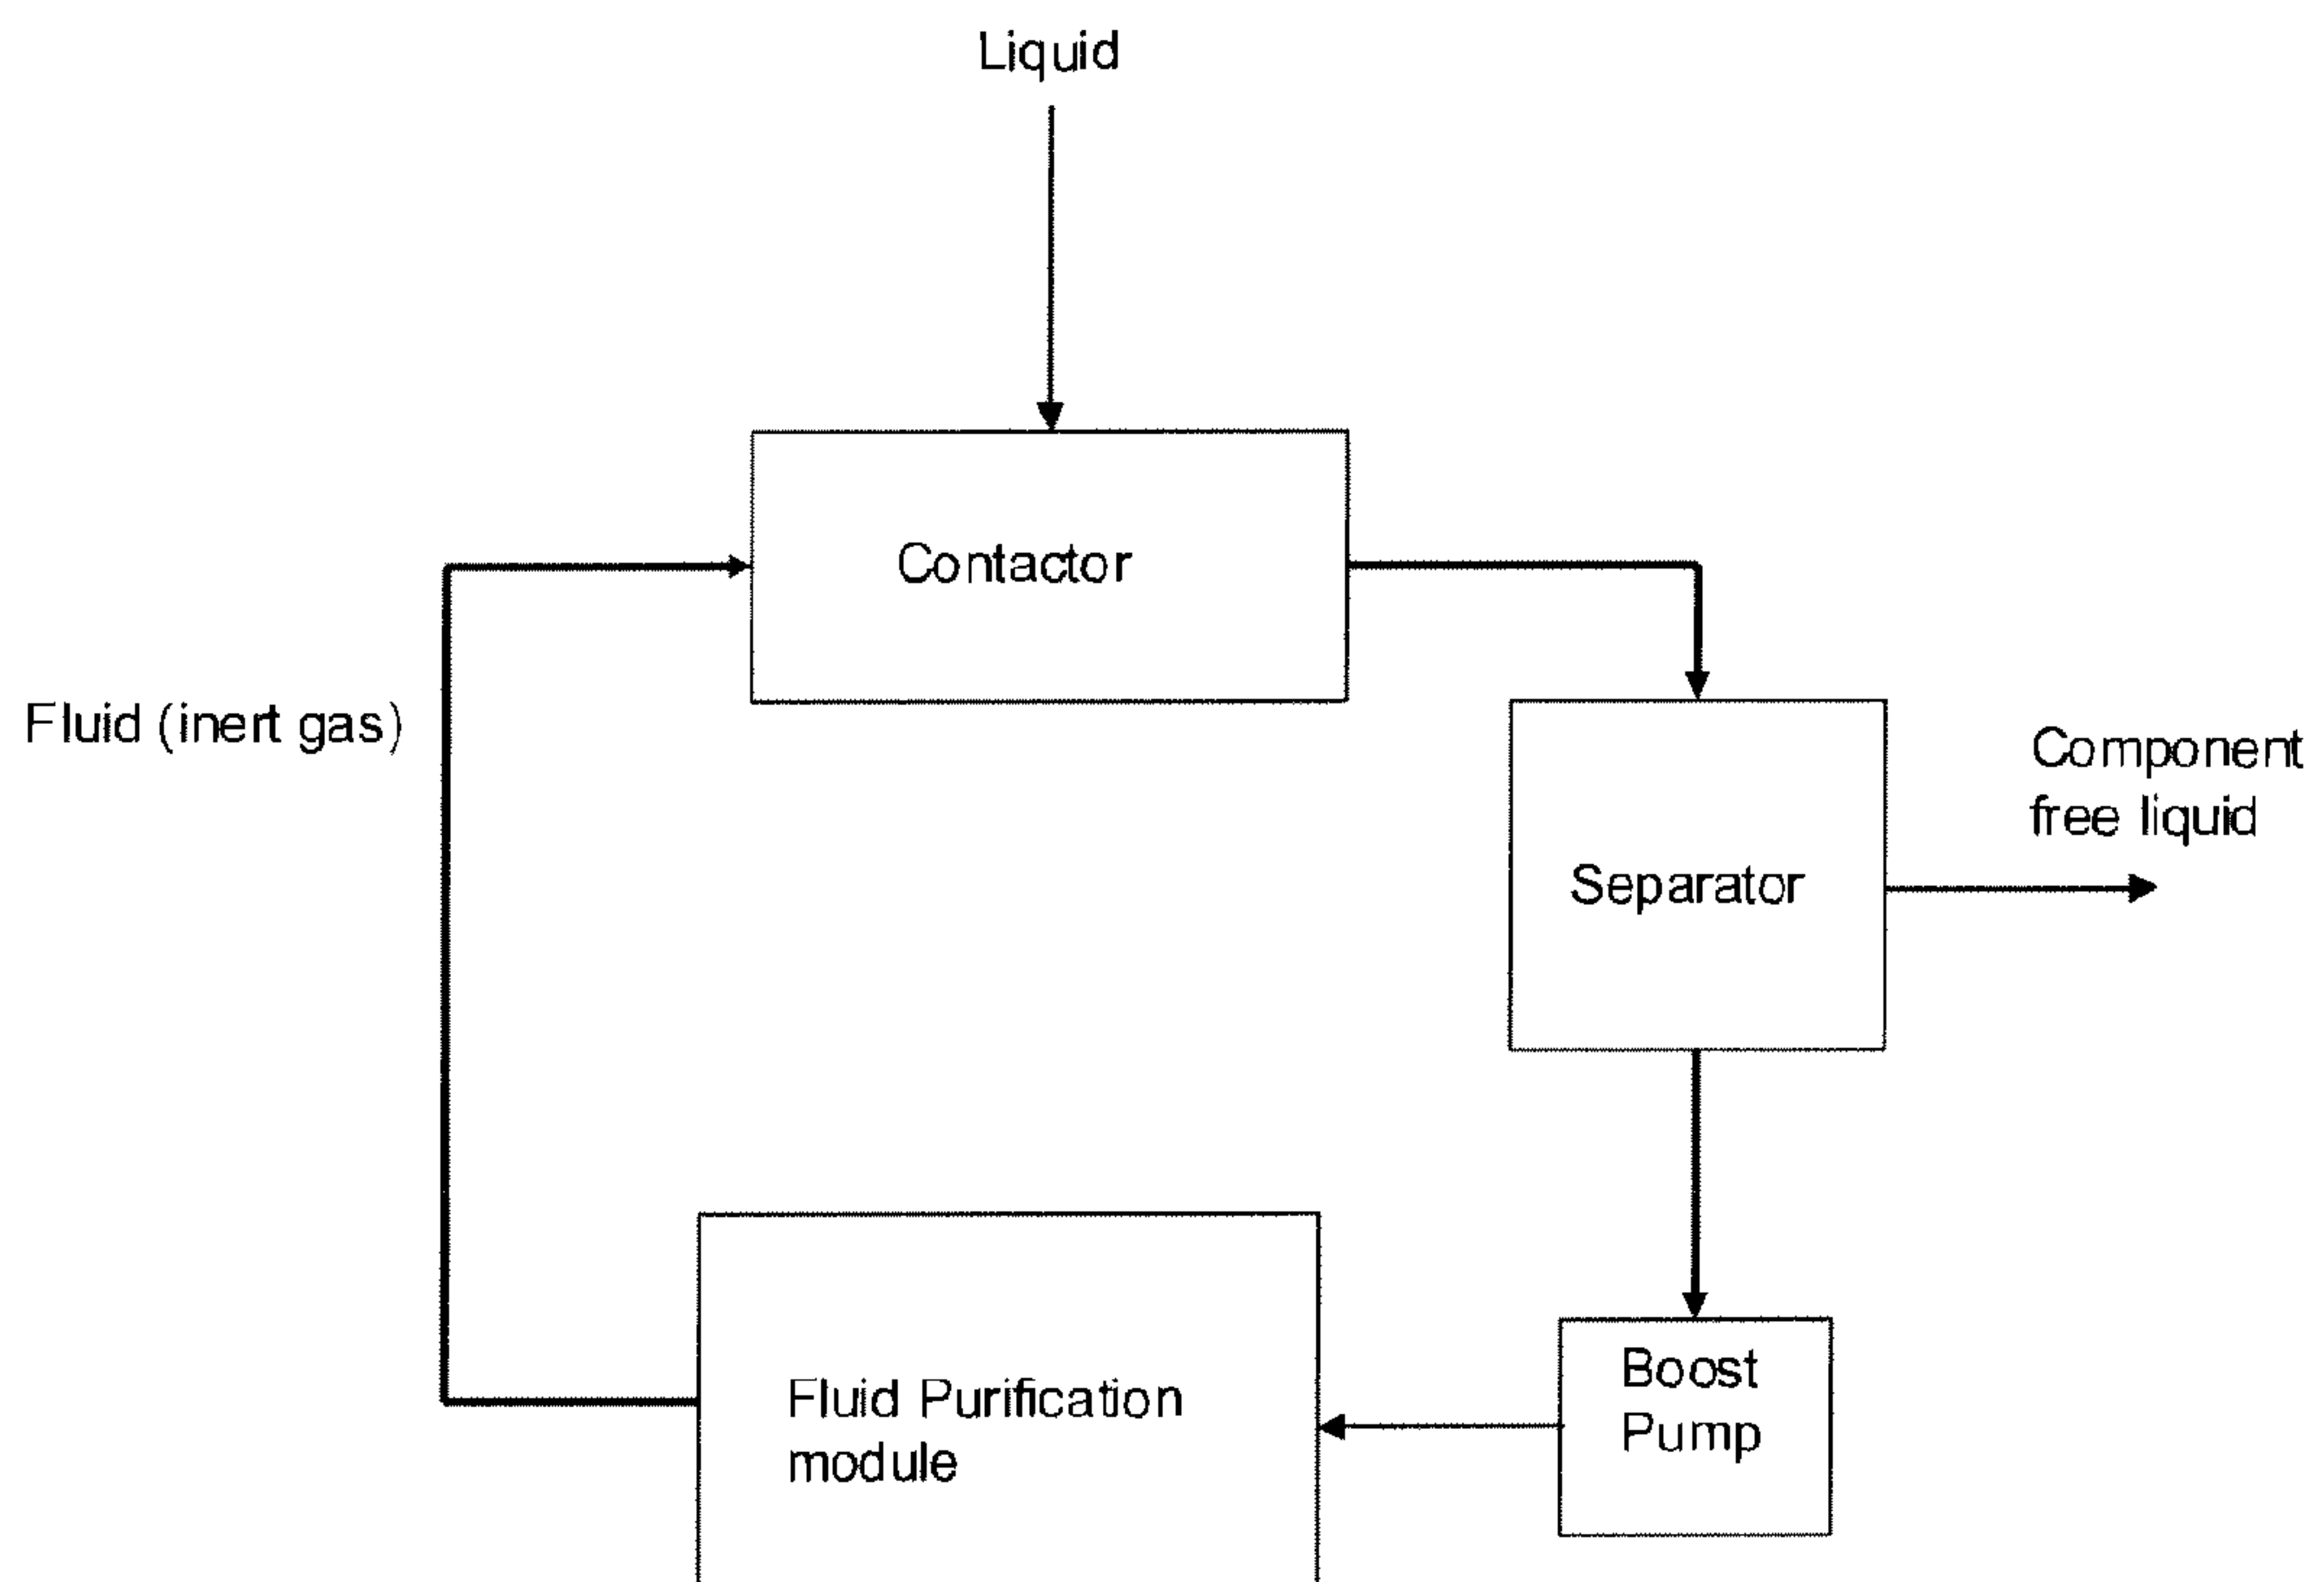 Liquid
Contactor
Fluid (inert gas)
Component
free liquid
Separator
Boost
Pump
Fluid Purification
module